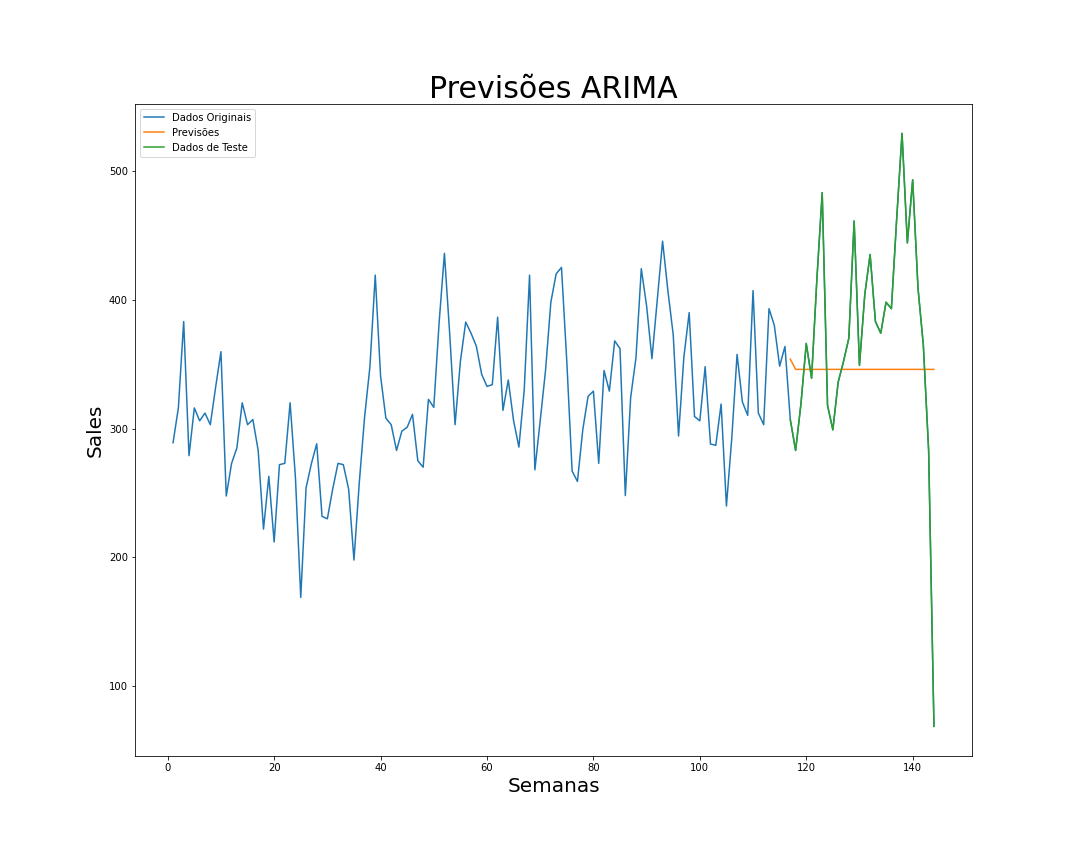 Previsões ARIMA
Dados Originais
Previsões
Dados de Teste
Sales
500
400
300
200
100
0 20 40 60 80 100 120 140
Semanas